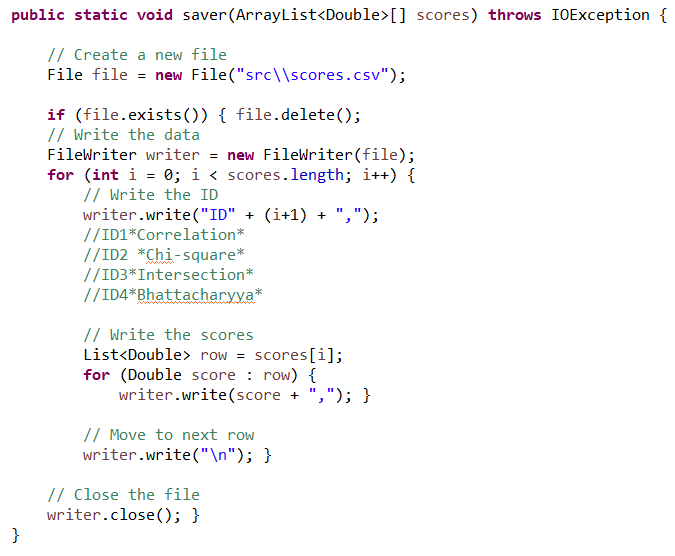 public static void saver(ArrayList<Double>[] scores) throws IOException {
// Create a new file
File file = new File("src\\scores.csv");
if (file.exists()) { file.delete();
// Write the data
FileWriter writer = new FileWriter(file);
for (int i = 0; i < scores.length; i++) {
// Write the ID
writer.write("ID" + (i+1) + ",");
//ID1*Correlation*
//ID2 *Chi-square*
//ID3*Intersection*
//ID4*Bhattacharyya*
// Write the scores
List<Double> row = scores[i];
for (Double score : row) {
writer.write(score + ","); }
// Move to next row
writer.write("\n"); }
// Close the file
writer.close(); }
}